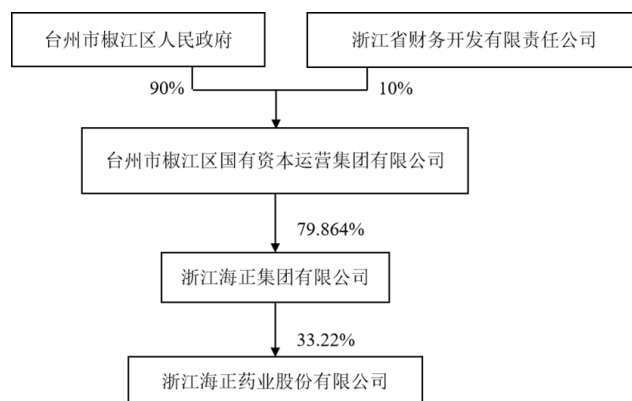 台州市椒江区人民政府
浙江省财务开发有限责任公司
90%
10%
台州市椒江区国有资本运营集团有限公司
79.864%
浙江海正集团有限公司
33.22%
浙江海正药业股份有限公司